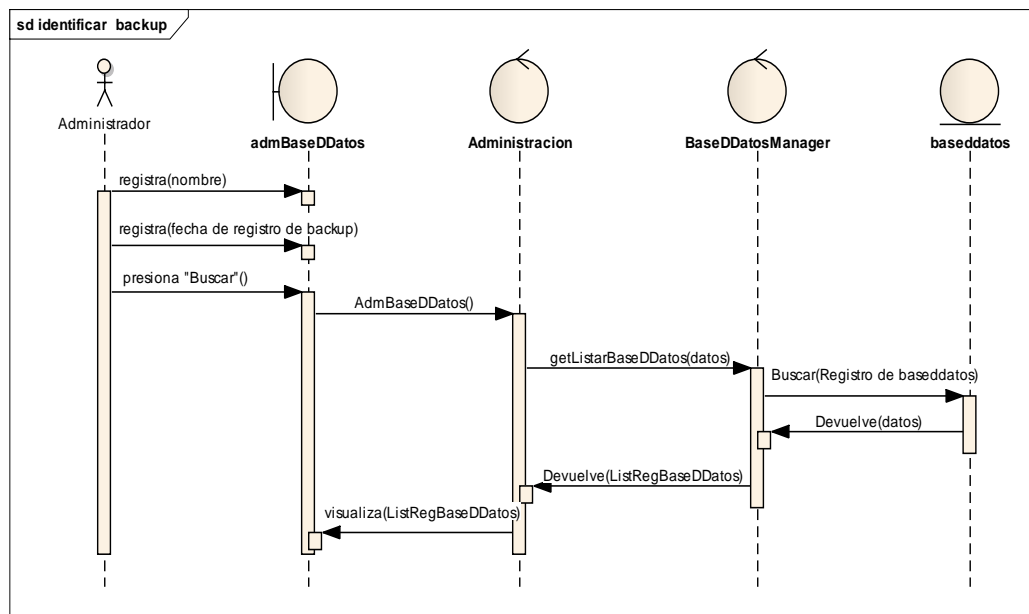 sd identificar backup
Administrador
admBaseDDatos
Administracion
BaseDDatosManager
baseddatos
registra(nombre)
registra(fecha de registro de backup)
presiona "Buscar"()
AdmBaseDDatos()
getListarBaseDDatos(datos)
Buscar(Registro de baseddatos)
Devuelve(datos)
Devuelve(ListRegBaseDDatos)
visualiza(ListRegBaseDDatos)